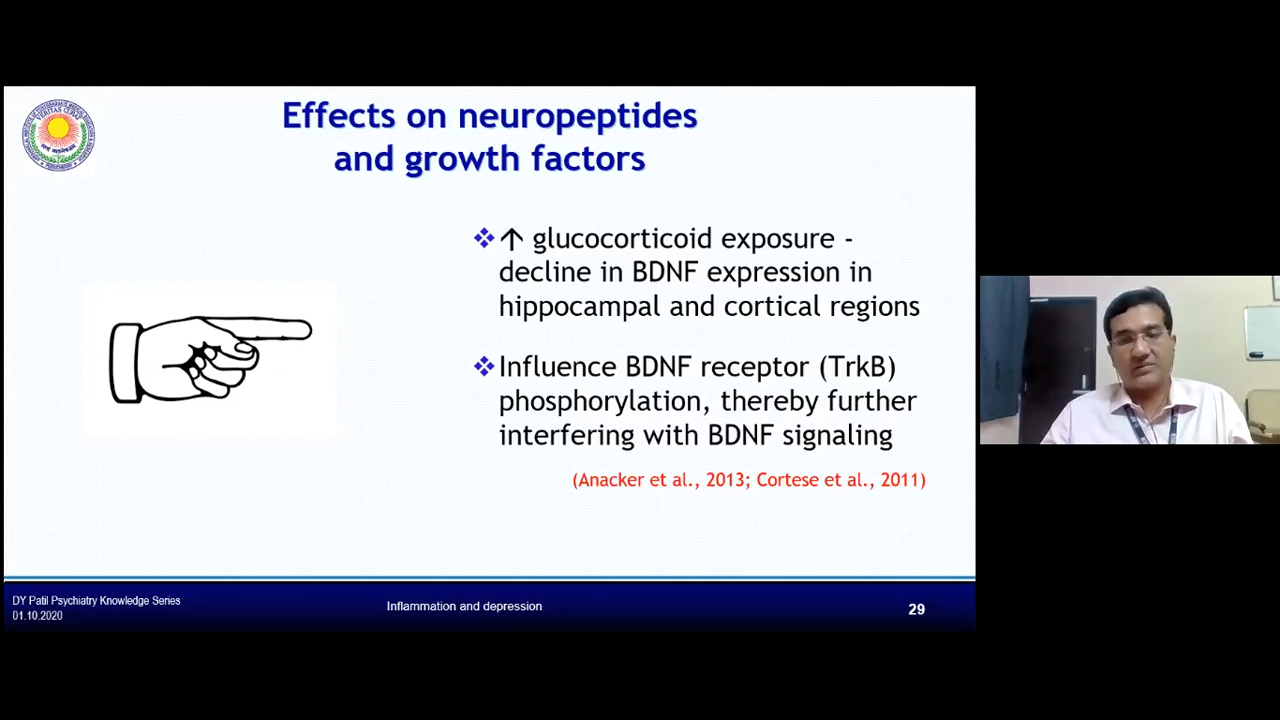 Effects on neuropeptides
and growth factors
❖↑ glucocorticoid exposure -
decline in BDNF expression in
hippocampal and cortical regions
❖Influence BDNF receptor (TrkB)
phosphorylation, thereby further
interfering with BDNF signaling
(Anacker et al., 2013; Cortese et al., 2011)
DY Patil Psychiatry Knowledge Series
01.10.2020
Inflammation and depression
29